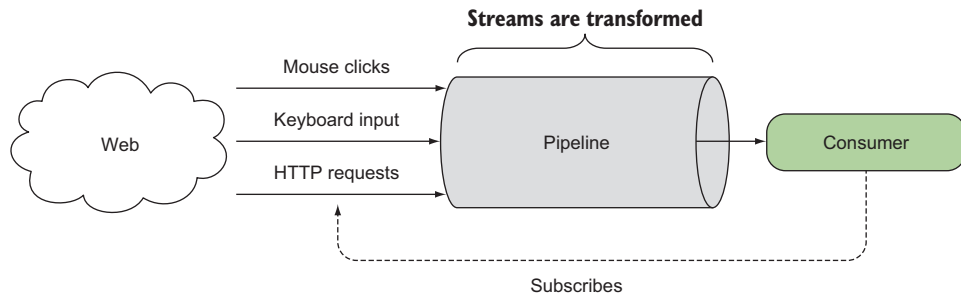 Streams are transformed
Mouse clicks
Keyboard input
HTTP requests
Web
Pipeline
Consumer
Subscribes